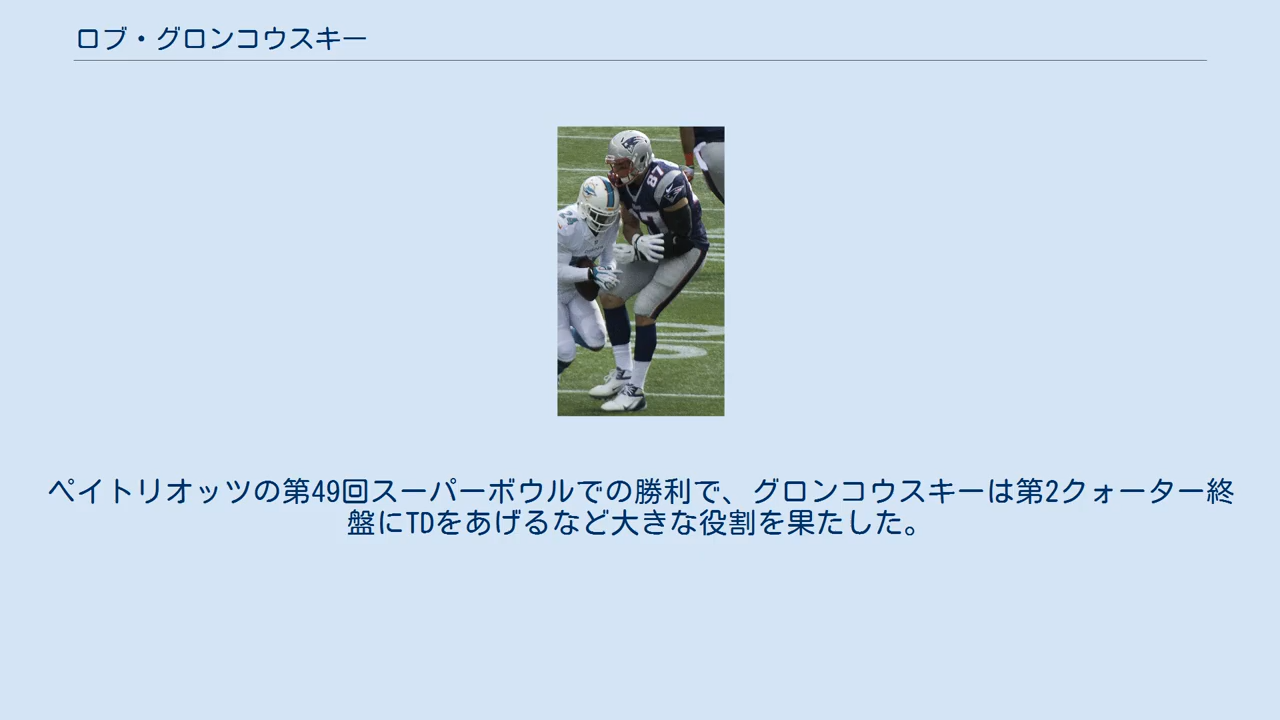 ロブ・グロンコウスキー
87
87
24
ペイトリオッツの第49回スーパーボウルでの勝利で、グロンコウスキーは第2クォーター終
盤にTDをあげるなど大きな役割を果たした。